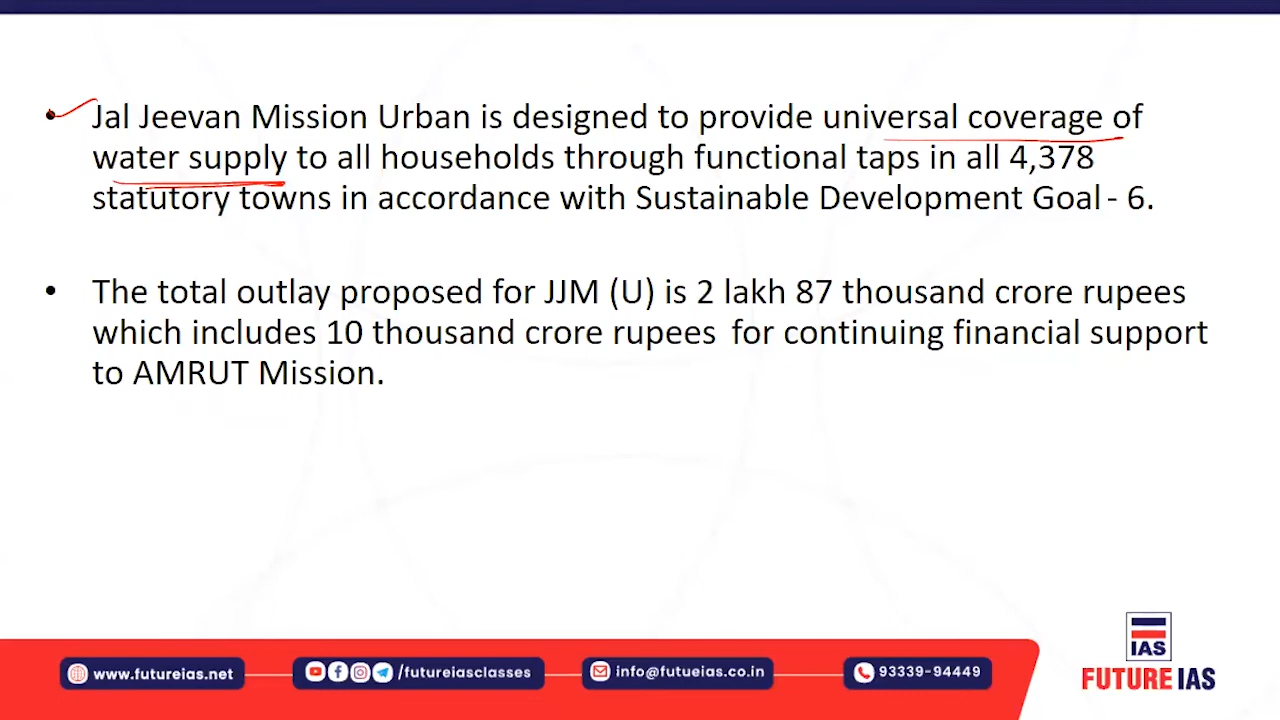 • Jal Jeevan Mission Urban is designed to provide universal coverage of
water supply to all households through functional taps in all 4,378
statutory towns in accordance with Sustainable Development Goal - 6.
• The total outlay proposed for JJM (U) is 2 lakh 87 thousand crore rupees
which includes 10 thousand crore rupees for continuing financial support
to AMRUT Mission.
IAS
www.futureias.net
/futureiasclasses
info@futueias.co.in
93339-94449
FUTURE IAS